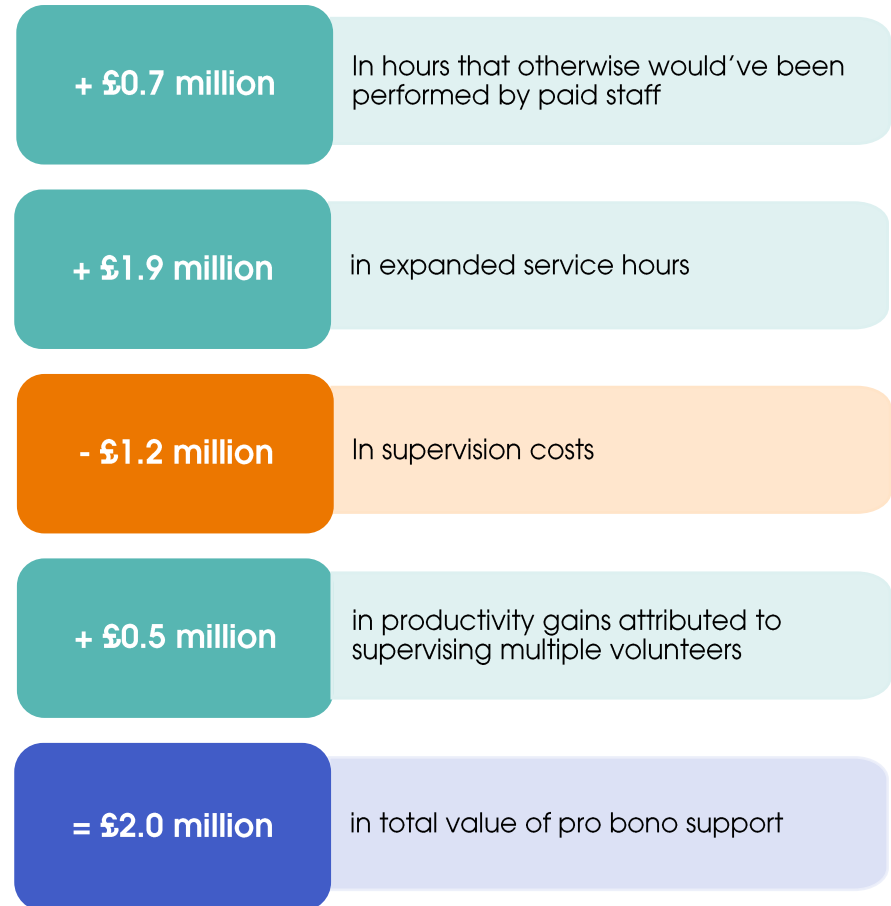 + £0.7 million
In hours that otherwise would’ve been
performed by paid staff
+ £1.9 million
in expanded service hours
- £1.2 million
In supervision costs
+ £0.5 million
in productivity gains attributed to
supervising multiple volunteers
= £2.0 million
in total value of pro bono support